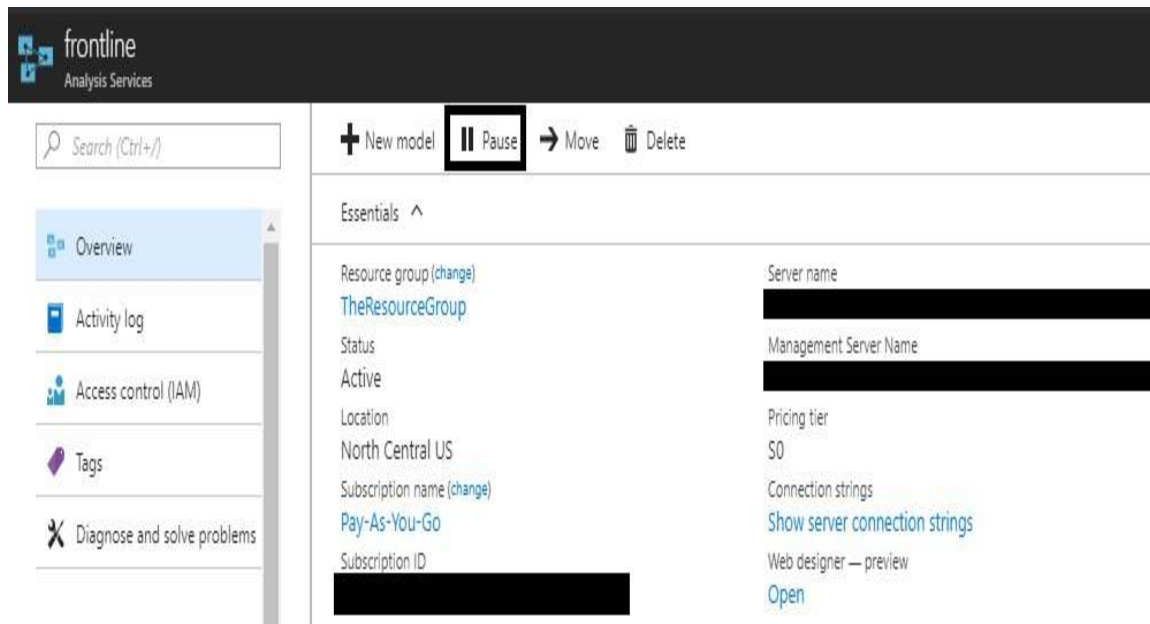 frontline
Analysis Services
Search (Ctrl+/)
Overview
Activity log
Access control (IAM)
Tags
Diagnose and solve problems
New model Pause Move Delete
Essentials
Resource group (change)
TheResourceGroup
Status
Active
Location
North Central US
Subscription name (change)
Pay-As-You-Go
Subscription ID
Server name
Management Server Name
Pricing tier
S0
Connection strings
Show server connection strings
Web designer — preview
Open